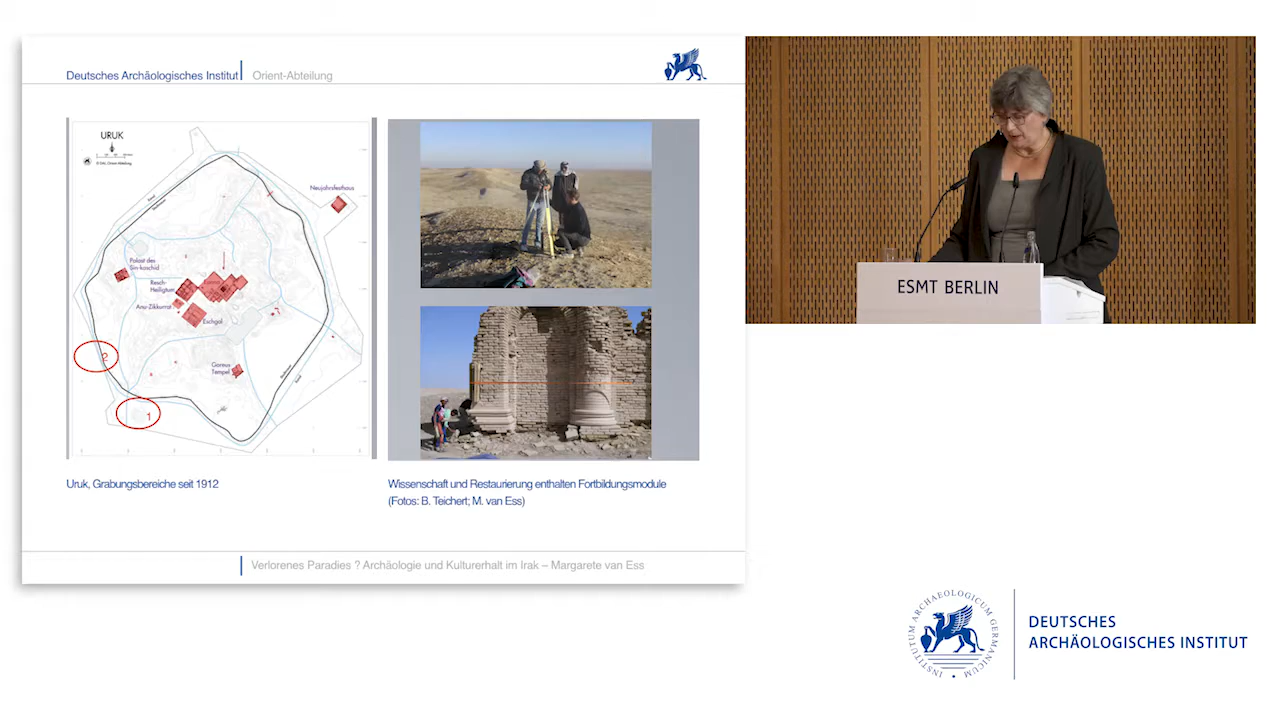 Deutsches Archäologisches Institut
Orient-Abteilung
URUK
Neujahrsfesthaus
Palast des
Sin-kaschid
Resch-
Heiligtum
Anu-Zikkurrat
Eschgal
Gareus-
Tempel
2
1
Uruk, Grabungsbereiche seit 1912
Wissenschaft und Restaurierung enthalten Fortbildungsmodule
(Fotos: B. Teichert; M. van Ess)
Verlorenes Paradies ? Archäologie und Kulturerhalt im Irak – Margarete van Ess
ESMT BERLIN
INSTITUTUM ARCHAEOLOGICUM GERMANICUM
DEUTSCHES
ARCHÄOLOGISCHES INSTITUT